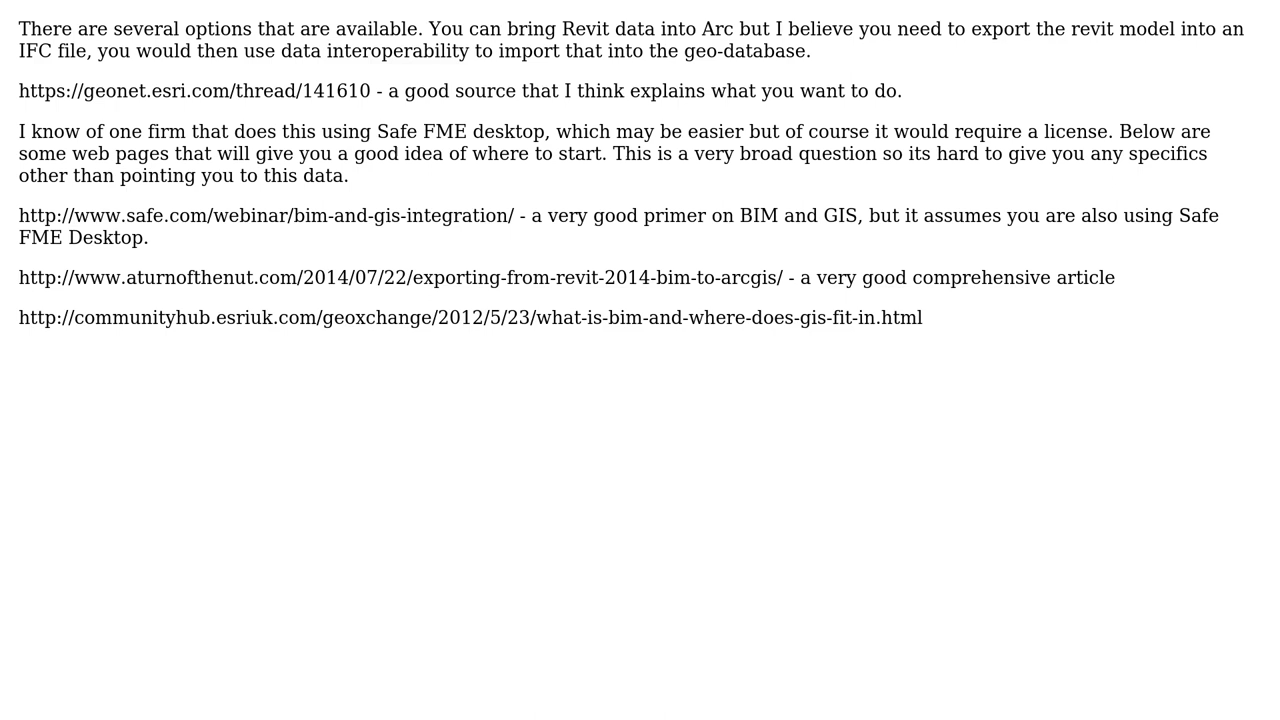 There are several options that are available. You can bring Revit data into Arc but I believe you need to export the revit model into an
IFC file, you would then use data interoperability to import that into the geo-database.
https://geonet.esri.com/thread/141610 - a good source that I think explains what you want to do.
I know of one firm that does this using Safe FME desktop, which may be easier but of course it would require a license. Below are
some web pages that will give you a good idea of where to start. This is a very broad question so its hard to give you any specifics
other than pointing you to this data.
http://www.safe.com/webinar/bim-and-gis-integration/ - a very good primer on BIM and GIS, but it assumes you are also using Safe
FME Desktop.
http://www.aturnofthenut.com/2014/07/22/exporting-from-revit-2014-bim-to-arcgis/ - a very good comprehensive article
http://communityhub.esriuk.com/geoxchange/2012/5/23/what-is-bim-and-where-does-gis-fit-in.html